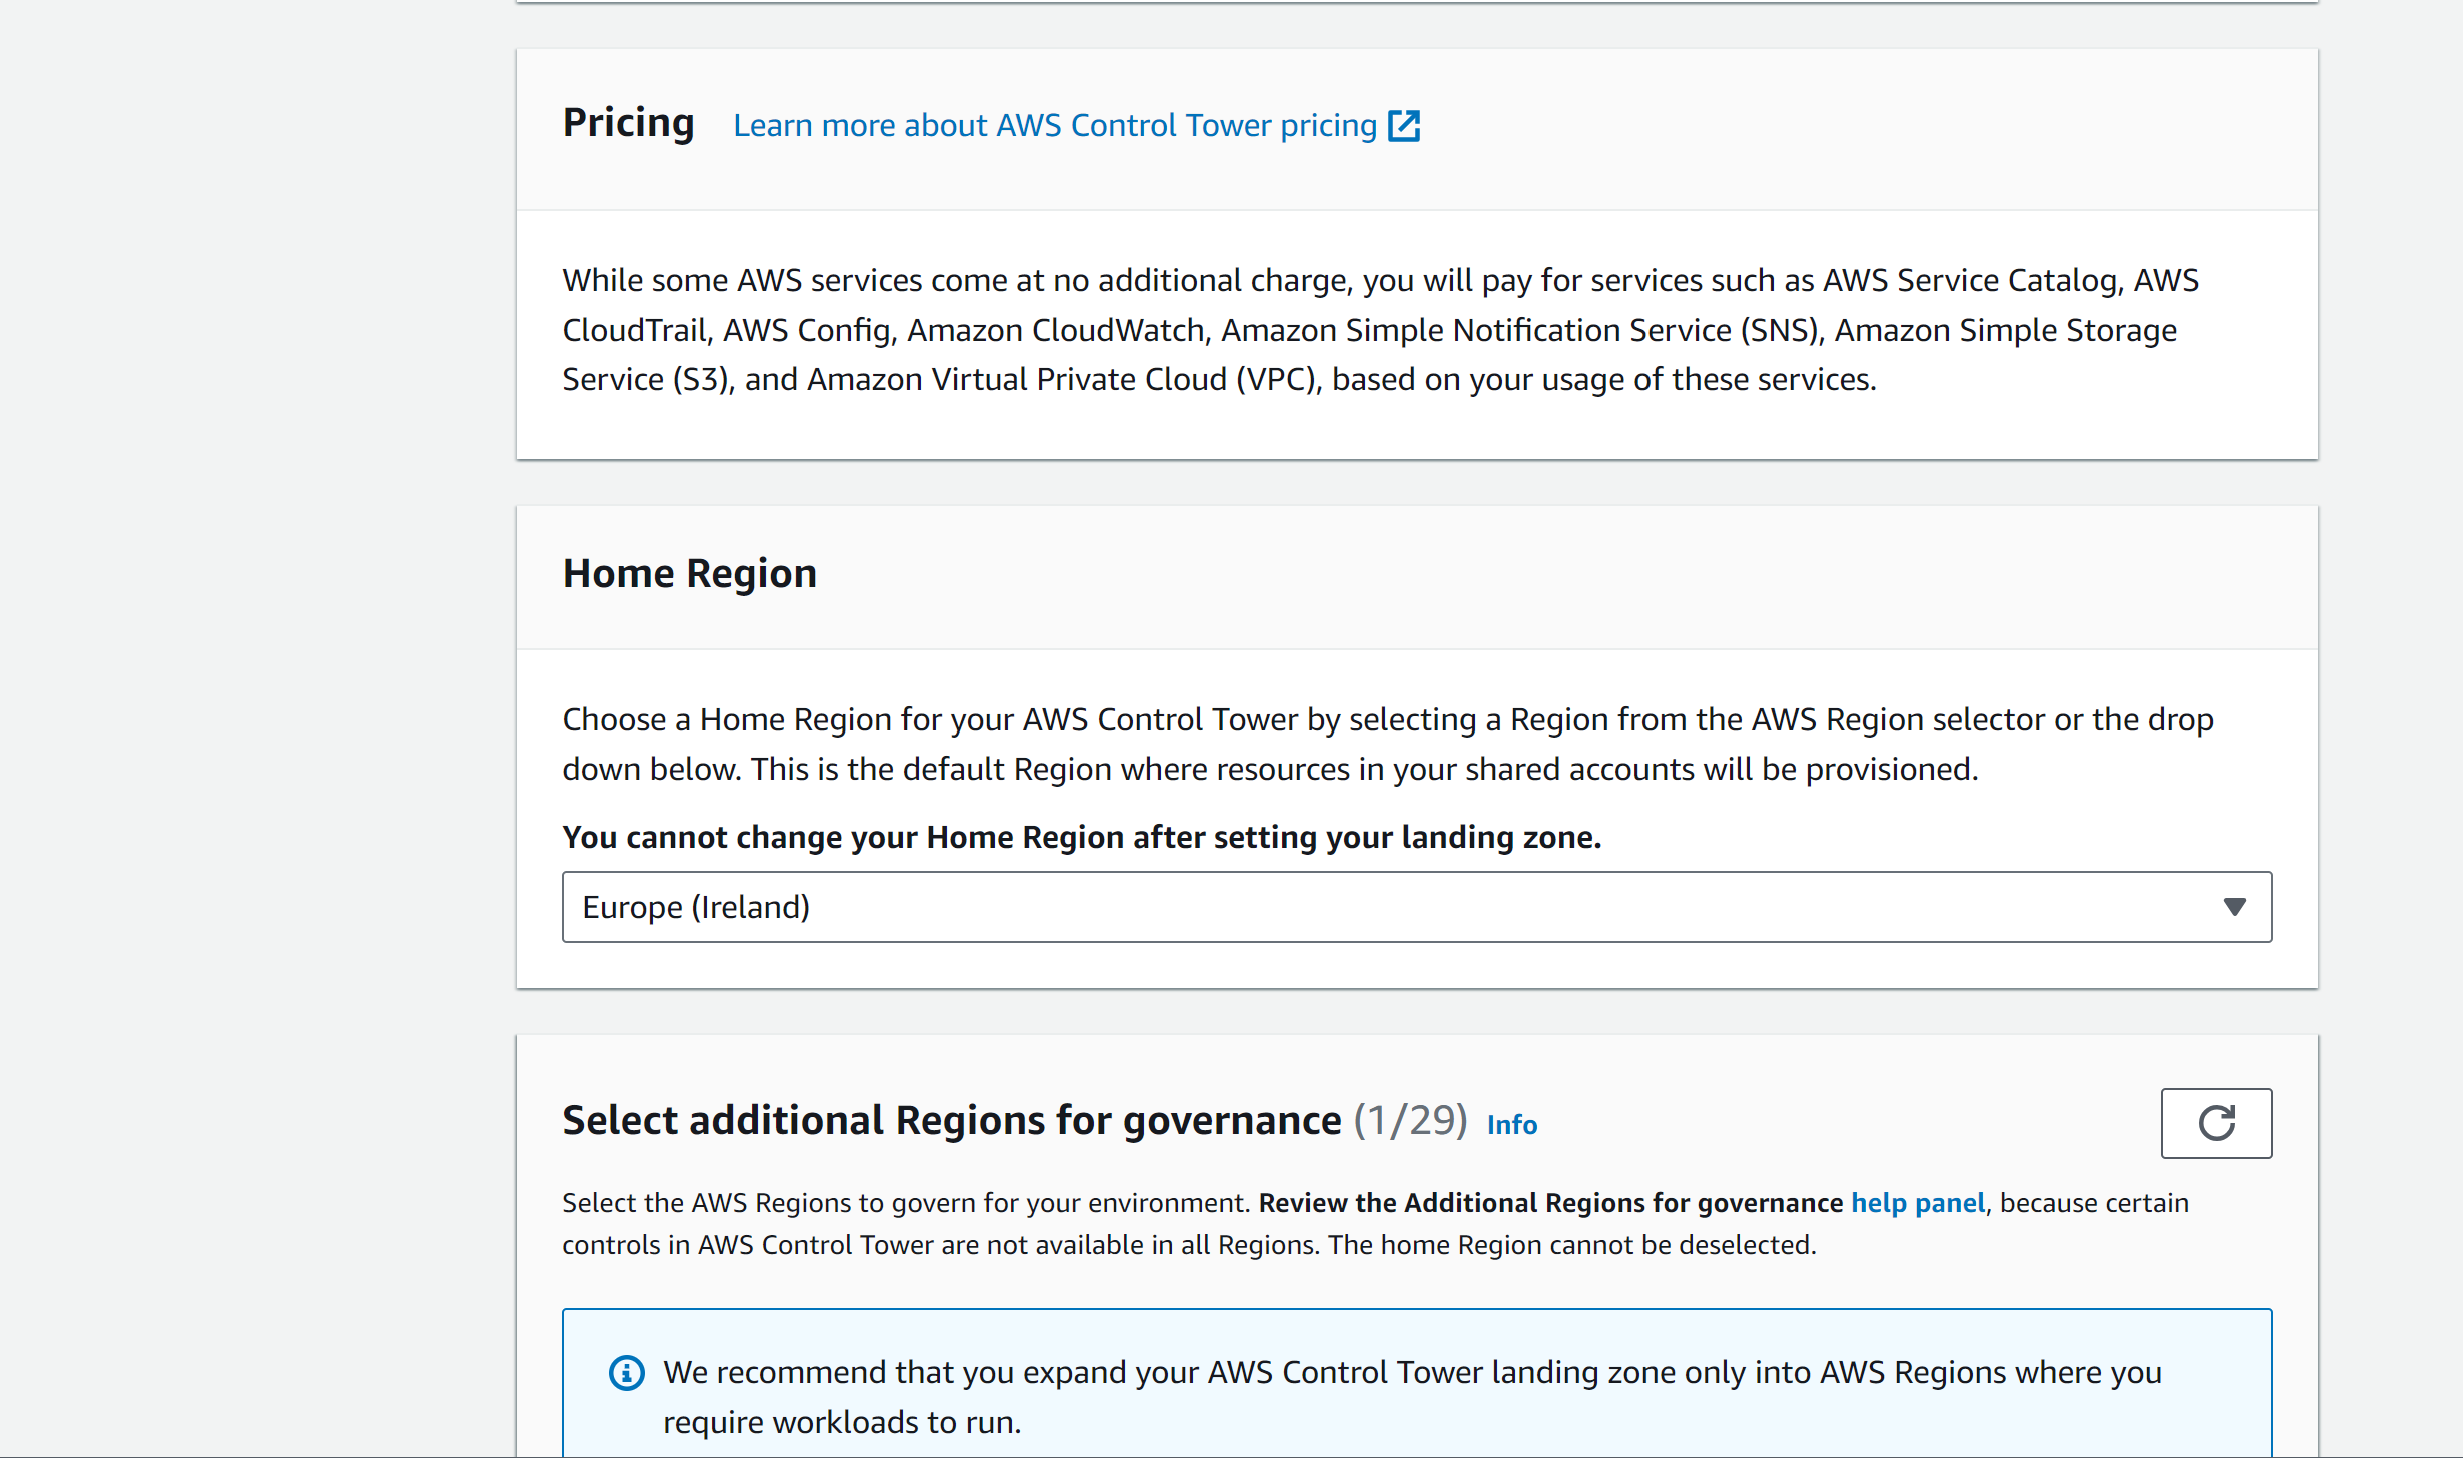 Pricing Learn more about AWS Control Tower pricing
While some AWS services come at no additional charge, you will pay for services such as AWS Service Catalog, AWS
CloudTrail, AWS Config, Amazon CloudWatch, Amazon Simple Notification Service (SNS), Amazon Simple Storage
Service (S3), and Amazon Virtual Private Cloud (VPC), based on your usage of these services.
Home Region
Choose a Home Region for your AWS Control Tower by selecting a Region from the AWS Region selector or the drop
down below. This is the default Region where resources in your shared accounts will be provisioned.
You cannot change your Home Region after setting your landing zone.
Europe (Ireland)
Select additional Regions for governance (1/29) Info
Select the AWS Regions to govern for your environment. Review the Additional Regions for governance help panel, because certain
controls in AWS Control Tower are not available in all Regions. The home Region cannot be deselected.
We recommend that you expand your AWS Control Tower landing zone only into AWS Regions where you
require workloads to run.